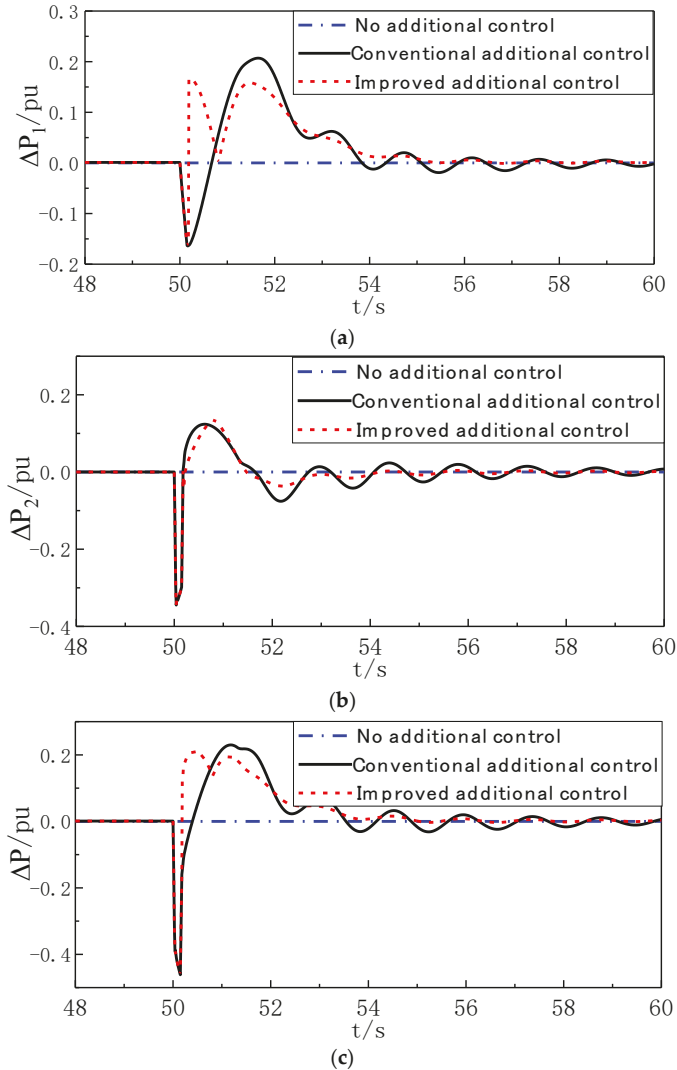 0.3
No additional control
Conventional additional control
Improved additional control
0.2
0.1
0.0
-0.1
-0.2
ΔP₁/pu
48 50 52 54 56 58 60
t/s
(a)
No additional control
Conventional additional control
Improved additional control
0.2
0.0
-0.2
-0.4
ΔP₂/pu
48 50 52 54 56 58 60
t/s
(b)
No additional control
Conventional additional control
Improved additional control
0.2
0.0
-0.2
-0.4
ΔP/pu
48 50 52 54 56 58 60
t/s
(c)